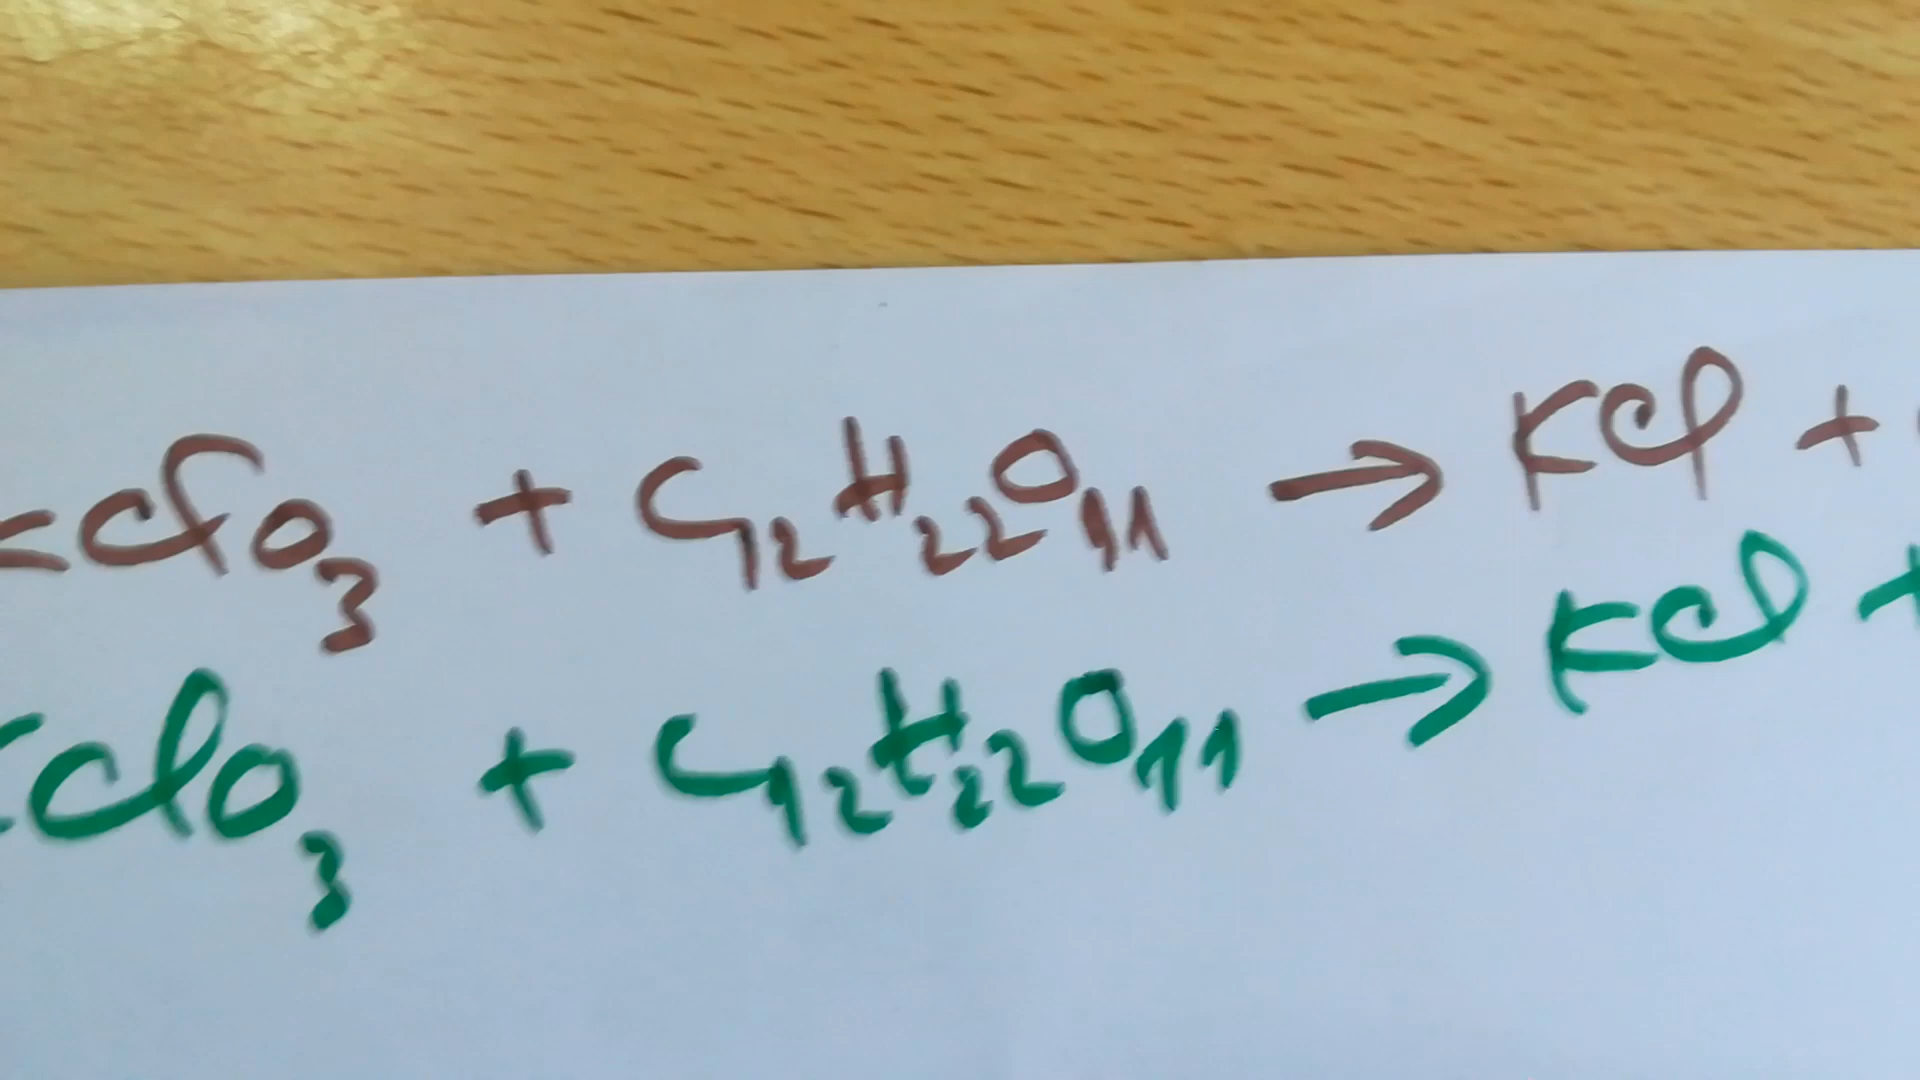 KClO₃ + C₁₂H₂₂O₁₁ → KCl +
KClO₃ + C₁₂H₂₂O₁₁ → KCl +